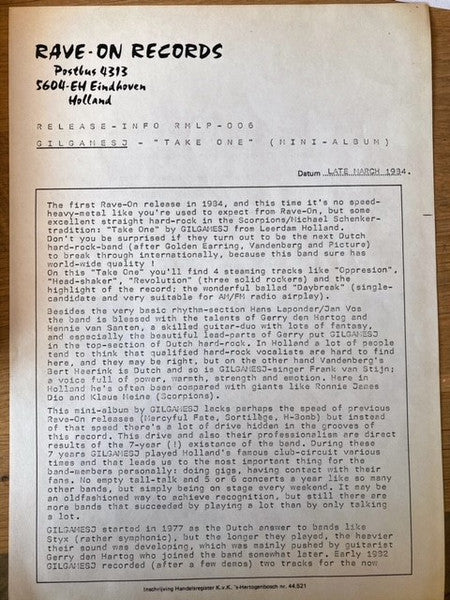 RAVE-ON RECORDS
Postbus 4313
5604-EH Eindhoven
Holland
RELEASE-INFO RMLP-006
GILGAMESJ - "TAKE ONE" (MINI-ALBUM)
Datum LATE MARCH 1984.
The first Rave-On release in 1984, and this time it's no speed-
heavy-metal like you're used to expect from Rave-On, but some
excellent straight hard-rock in the Scorpions/Michael Schenker-
tradition: "Take One" by GILGAMESJ from Leerdam Holland.
Don't you be surprised if they turn out to be the next Dutch
hard-rock-band (after Golden Earring, Vandenberg and Picture)
to break through internationally, because this band sure has
world-wide quality !
On this "Take One" you'll find 4 steaming tracks like "Oppresion",
"Head-shaker", "Revolution" (three solid rockers) and the
highlight of the record; the wonderful ballad "Daybreak" (single-
candidate and very suitable for AM/FM radio airplay).
Besides the very basic rhythm-section Hans Laponder/Jan Vos
the band is blessed with the talents of Gerry den Hartog and
Hennie van Santen, a skilled guitar-duo with lots of fantasy,
and especially the beautiful lead-parts of Gerry put GILGAMESJ
in the top-section of Dutch hard-rock. In Holland a lot of people
tend to think that qualified hard-rock vocalists are hard to find
here, and they may be right, but on the other hand Vandenberg's
Bert Heerink is Dutch and so is GILGAMESJ-singer Frank van Stijn;
a voice full of power, warmth, strength and emotion. Here in
Holland he's often been compared with giants like Ronnie James
Dio and Klaus Meine (Scorpions).
This mini-album by GILGAMESJ lacks perhaps the speed of previous
Rave-On releases (Mercyful Fate, Sortilège, H-Bomb) but instead
of that speed there's a lot of drive hidden in the grooves of
this record. This drive and also their professionalism are direct
results of the 7-year (!) existance of the band. During these
7 years GILGAMESJ played Holland's famous club-circuit various
times and that leads us to the most important thing for the
band-members personally: doing gigs, having contact with their
fans. No empty tall-talk and 5 or 6 concerts a year like so many
other bands, but simply being on stage every weekend. It may be
an oldfashioned way to achieve recognition, but still there are
more bands that succeeded by playing a lot than by only talking
a lot.
GILGAMESJ started in 1977 as the Dutch answer to bands like
Styx (rather symphonic), but the longer they played, the heavier
their sound was developing, which was mainly pushed by guitarist
Gerry den Hartog who joined the band somewhat later. Early 1982
GILGAMESJ recorded (after a few demos) two tracks for the now
Inschrijving Handelsregister K.v.K. 's-Hertogenbosch nr. 44.521